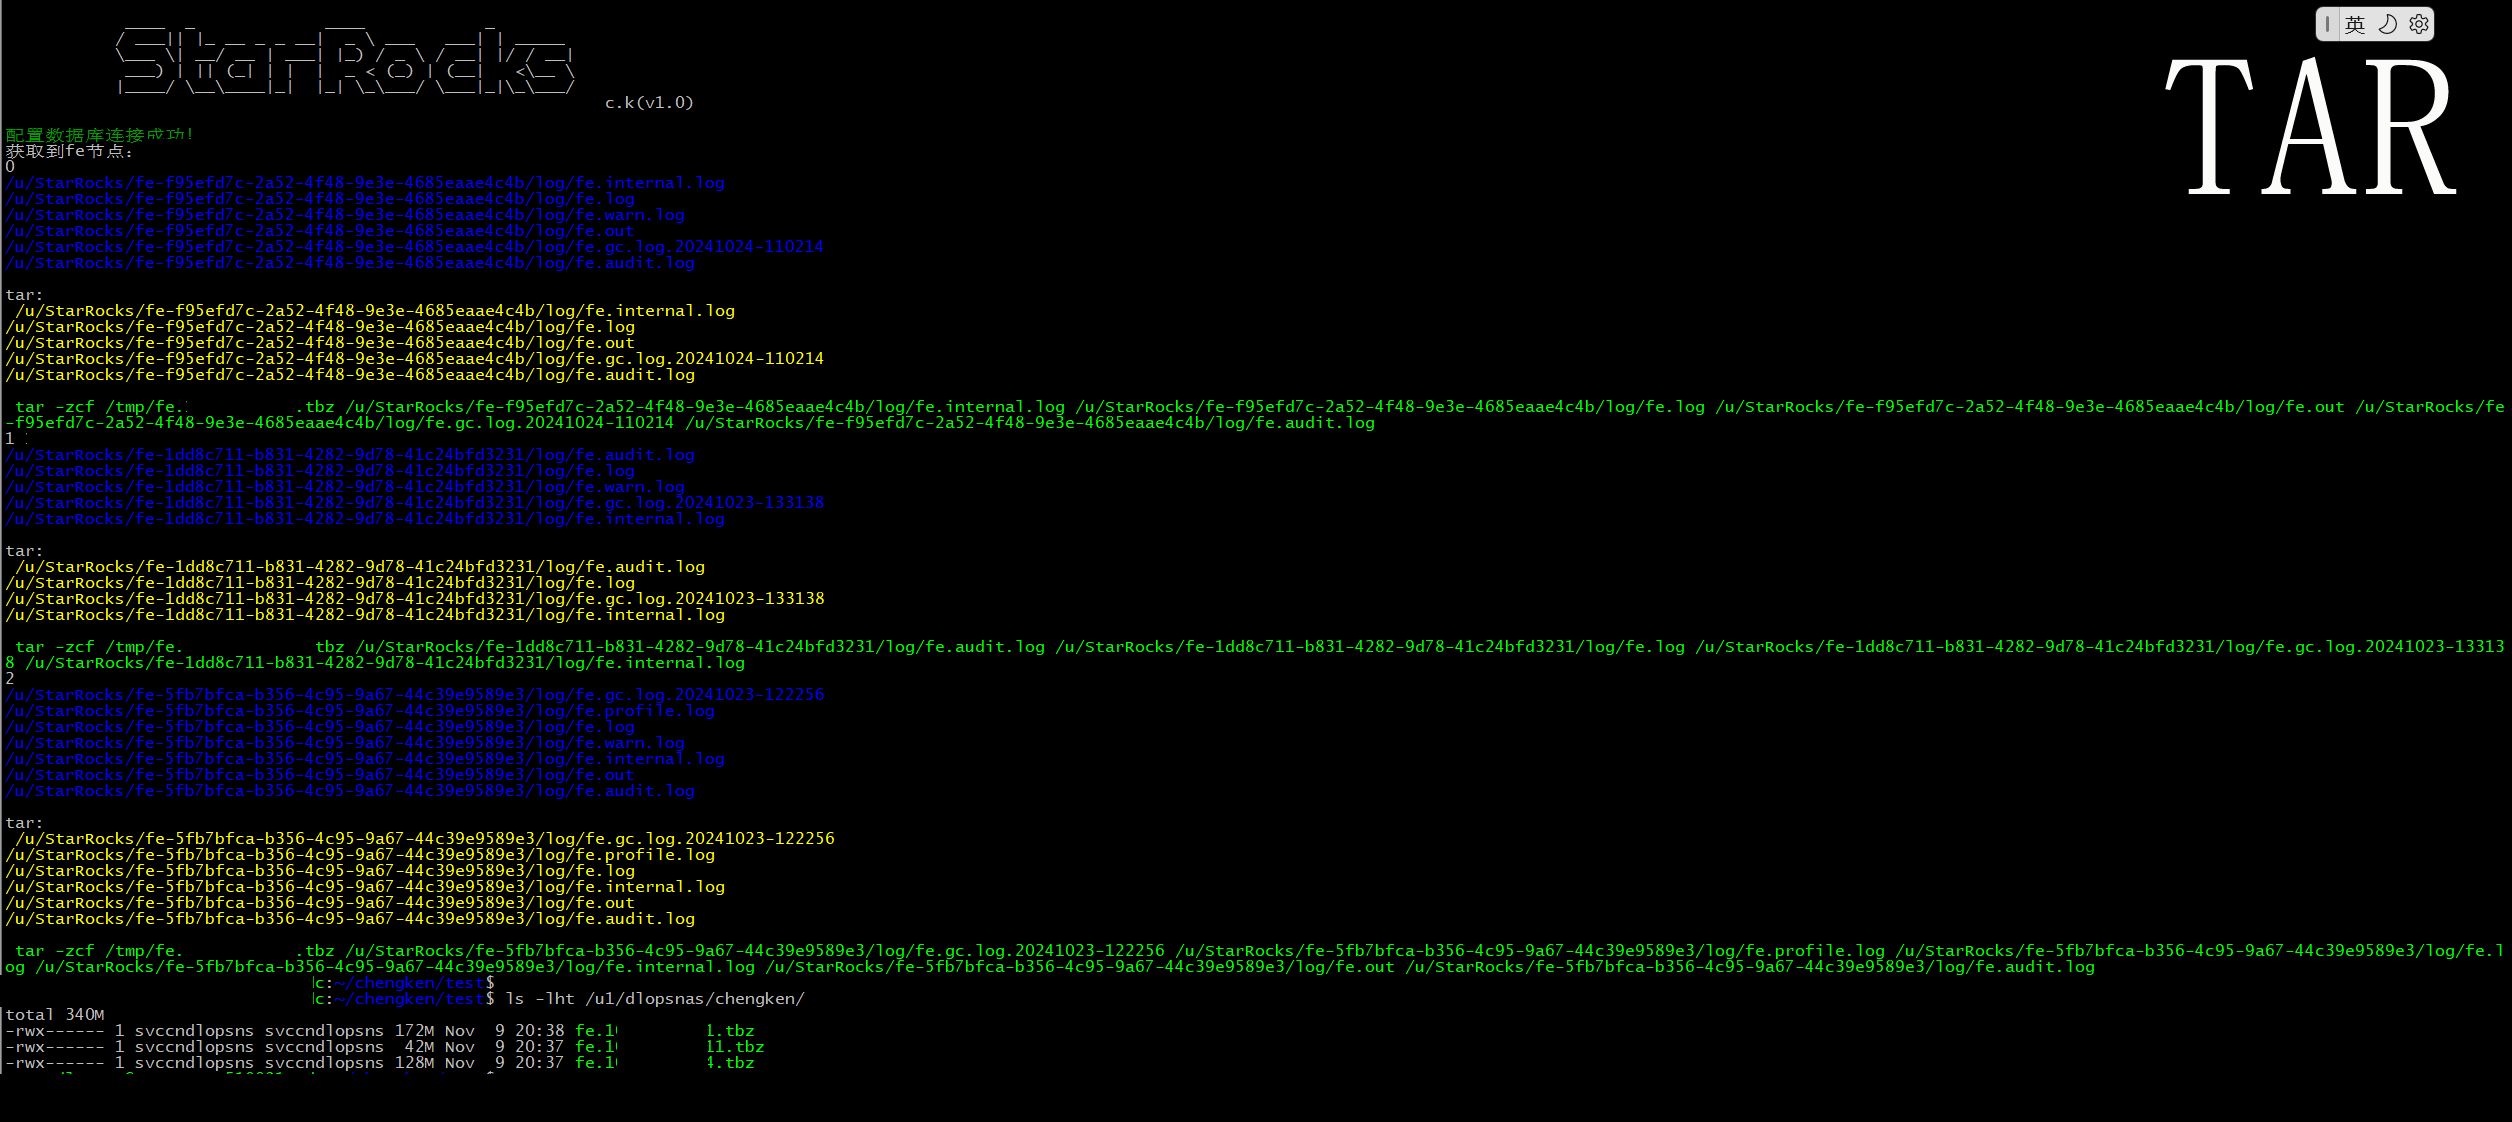 英
TAR
StarRocks
c.k(v1.0)
配置数据库连接成功!
获取到fe节点:
0
/u/StarRocks/fe-f95efd7c-2a52-4f48-9e3e-4685eaae4c4b/log/fe.internal.log
/u/StarRocks/fe-f95efd7c-2a52-4f48-9e3e-4685eaae4c4b/log/fe.log
/u/StarRocks/fe-f95efd7c-2a52-4f48-9e3e-4685eaae4c4b/log/fe.warn.log
/u/StarRocks/fe-f95efd7c-2a52-4f48-9e3e-4685eaae4c4b/log/fe.out
/u/StarRocks/fe-f95efd7c-2a52-4f48-9e3e-4685eaae4c4b/log/fe.gc.log.20241024-110214
/u/StarRocks/fe-f95efd7c-2a52-4f48-9e3e-4685eaae4c4b/log/fe.audit.log
tar:
/u/StarRocks/fe-f95efd7c-2a52-4f48-9e3e-4685eaae4c4b/log/fe.internal.log
/u/StarRocks/fe-f95efd7c-2a52-4f48-9e3e-4685eaae4c4b/log/fe.log
/u/StarRocks/fe-f95efd7c-2a52-4f48-9e3e-4685eaae4c4b/log/fe.out
/u/StarRocks/fe-f95efd7c-2a52-4f48-9e3e-4685eaae4c4b/log/fe.gc.log.20241024-110214
/u/StarRocks/fe-f95efd7c-2a52-4f48-9e3e-4685eaae4c4b/log/fe.audit.log
tar -zcf /tmp/fe. .tbz /u/StarRocks/fe-f95efd7c-2a52-4f48-9e3e-4685eaae4c4b/log/fe.internal.log /u/StarRocks/fe-f95efd7c-2a52-4f48-9e3e-4685eaae4c4b/log/fe.log /u/StarRocks/fe-f95efd7c-2a52-4f48-9e3e-4685eaae4c4b/log/fe.out /u/StarRocks/fe
-f95efd7c-2a52-4f48-9e3e-4685eaae4c4b/log/fe.gc.log.20241024-110214 /u/StarRocks/fe-f95efd7c-2a52-4f48-9e3e-4685eaae4c4b/log/fe.audit.log
1
/u/StarRocks/fe-1dd8c711-b831-4282-9d78-41c24bfd3231/log/fe.audit.log
/u/StarRocks/fe-1dd8c711-b831-4282-9d78-41c24bfd3231/log/fe.log
/u/StarRocks/fe-1dd8c711-b831-4282-9d78-41c24bfd3231/log/fe.warn.log
/u/StarRocks/fe-1dd8c711-b831-4282-9d78-41c24bfd3231/log/fe.gc.log.20241023-133138
/u/StarRocks/fe-1dd8c711-b831-4282-9d78-41c24bfd3231/log/fe.internal.log
tar:
/u/StarRocks/fe-1dd8c711-b831-4282-9d78-41c24bfd3231/log/fe.audit.log
/u/StarRocks/fe-1dd8c711-b831-4282-9d78-41c24bfd3231/log/fe.log
/u/StarRocks/fe-1dd8c711-b831-4282-9d78-41c24bfd3231/log/fe.gc.log.20241023-133138
/u/StarRocks/fe-1dd8c711-b831-4282-9d78-41c24bfd3231/log/fe.internal.log
tar -zcf /tmp/fe. tbz /u/StarRocks/fe-1dd8c711-b831-4282-9d78-41c24bfd3231/log/fe.audit.log /u/StarRocks/fe-1dd8c711-b831-4282-9d78-41c24bfd3231/log/fe.log /u/StarRocks/fe-1dd8c711-b831-4282-9d78-41c24bfd3231/log/fe.gc.log.20241023-13313
8 /u/StarRocks/fe-1dd8c711-b831-4282-9d78-41c24bfd3231/log/fe.internal.log
2
/u/StarRocks/fe-5fb7bfca-b356-4c95-9a67-44c39e9589e3/log/fe.gc.log.20241023-122256
/u/StarRocks/fe-5fb7bfca-b356-4c95-9a67-44c39e9589e3/log/fe.profile.log
/u/StarRocks/fe-5fb7bfca-b356-4c95-9a67-44c39e9589e3/log/fe.log
/u/StarRocks/fe-5fb7bfca-b356-4c95-9a67-44c39e9589e3/log/fe.warn.log
/u/StarRocks/fe-5fb7bfca-b356-4c95-9a67-44c39e9589e3/log/fe.internal.log
/u/StarRocks/fe-5fb7bfca-b356-4c95-9a67-44c39e9589e3/log/fe.out
/u/StarRocks/fe-5fb7bfca-b356-4c95-9a67-44c39e9589e3/log/fe.audit.log
tar:
/u/StarRocks/fe-5fb7bfca-b356-4c95-9a67-44c39e9589e3/log/fe.gc.log.20241023-122256
/u/StarRocks/fe-5fb7bfca-b356-4c95-9a67-44c39e9589e3/log/fe.profile.log
/u/StarRocks/fe-5fb7bfca-b356-4c95-9a67-44c39e9589e3/log/fe.log
/u/StarRocks/fe-5fb7bfca-b356-4c95-9a67-44c39e9589e3/log/fe.internal.log
/u/StarRocks/fe-5fb7bfca-b356-4c95-9a67-44c39e9589e3/log/fe.out
/u/StarRocks/fe-5fb7bfca-b356-4c95-9a67-44c39e9589e3/log/fe.audit.log
tar -zcf /tmp/fe. .tbz /u/StarRocks/fe-5fb7bfca-b356-4c95-9a67-44c39e9589e3/log/fe.gc.log.20241023-122256 /u/StarRocks/fe-5fb7bfca-b356-4c95-9a67-44c39e9589e3/log/fe.profile.log /u/StarRocks/fe-5fb7bfca-b356-4c95-9a67-44c39e9589e3/log/fe.l
og /u/StarRocks/fe-5fb7bfca-b356-4c95-9a67-44c39e9589e3/log/fe.internal.log /u/StarRocks/fe-5fb7bfca-b356-4c95-9a67-44c39e9589e3/log/fe.out /u/StarRocks/fe-5fb7bfca-b356-4c95-9a67-44c39e9589e3/log/fe.audit.log
c:~/chengken/test$
c:~/chengken/test$ ls -lht /u1/dlopsnas/chengken/
total 340M
-rwx------ 1 svccndlopsns svccndlopsns 172M Nov 9 20:38 fe.1 1.tbz
-rwx------ 1 svccndlopsns svccndlopsns 42M Nov 9 20:37 fe.1 11.tbz
-rwx------ 1 svccndlopsns svccndlopsns 128M Nov 9 20:37 fe.1 4.tbz